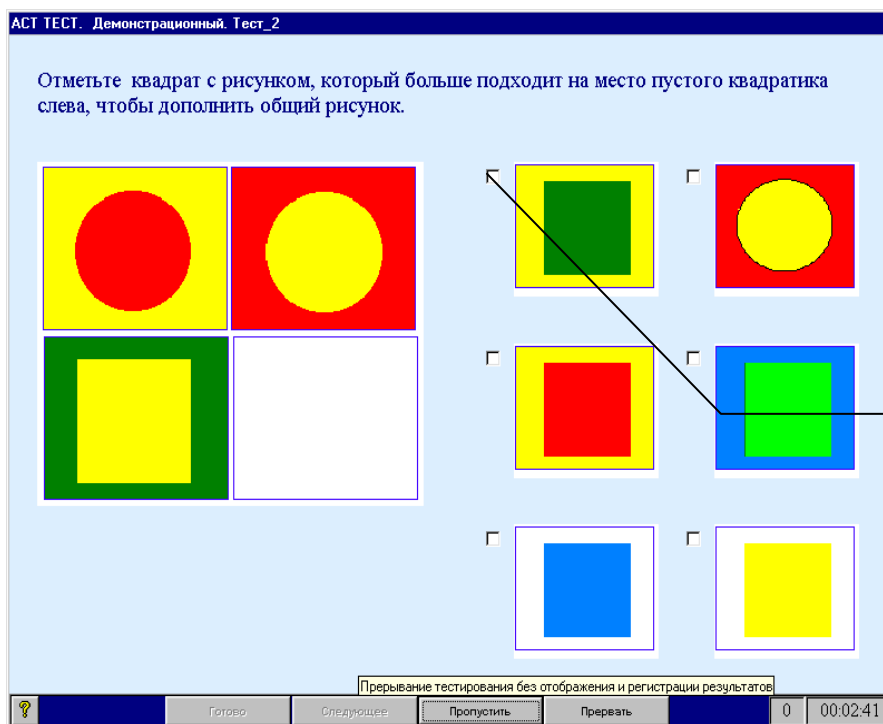 АСТ ТЕСТ. Демонстрационный. Тест_2
Отметьте квадрат с рисунком, который больше подходит на место пустого квадратика
слева, чтобы дополнить общий рисунок.
Прерывание тестирования без отображения и регистрации результатов
? Готово Следующее Пропустить Прервать 0 00:02:41